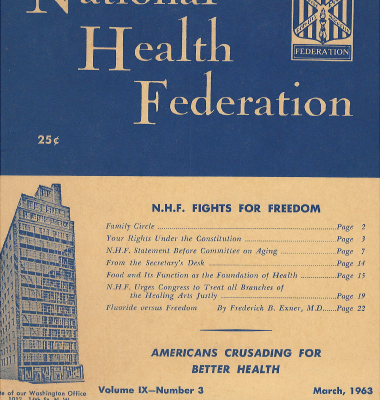 National
Health
Federation
FEDERATION
25¢
N.H.F. FIGHTS FOR FREEDOM
Family Circle ........ Page 2
Your Rights Under the Constitution ........ Page 3
N.H.F. Statement Before Committee on Aging ........ Page 7
From the Secretary's Desk ........ Page 14
Food and Its Function as the Foundation of Health ........ Page 15
N.H.F. Urges Congress to Treat all Branches of
the Healing Arts Justly ........ Page 19
Fluoride versus Freedom By Frederick B. Exner, M.D. ...... Page 22
AMERICANS CRUSADING FOR
BETTER HEALTH
of our Washington Office
Volume IX—Number 3 March, 1963